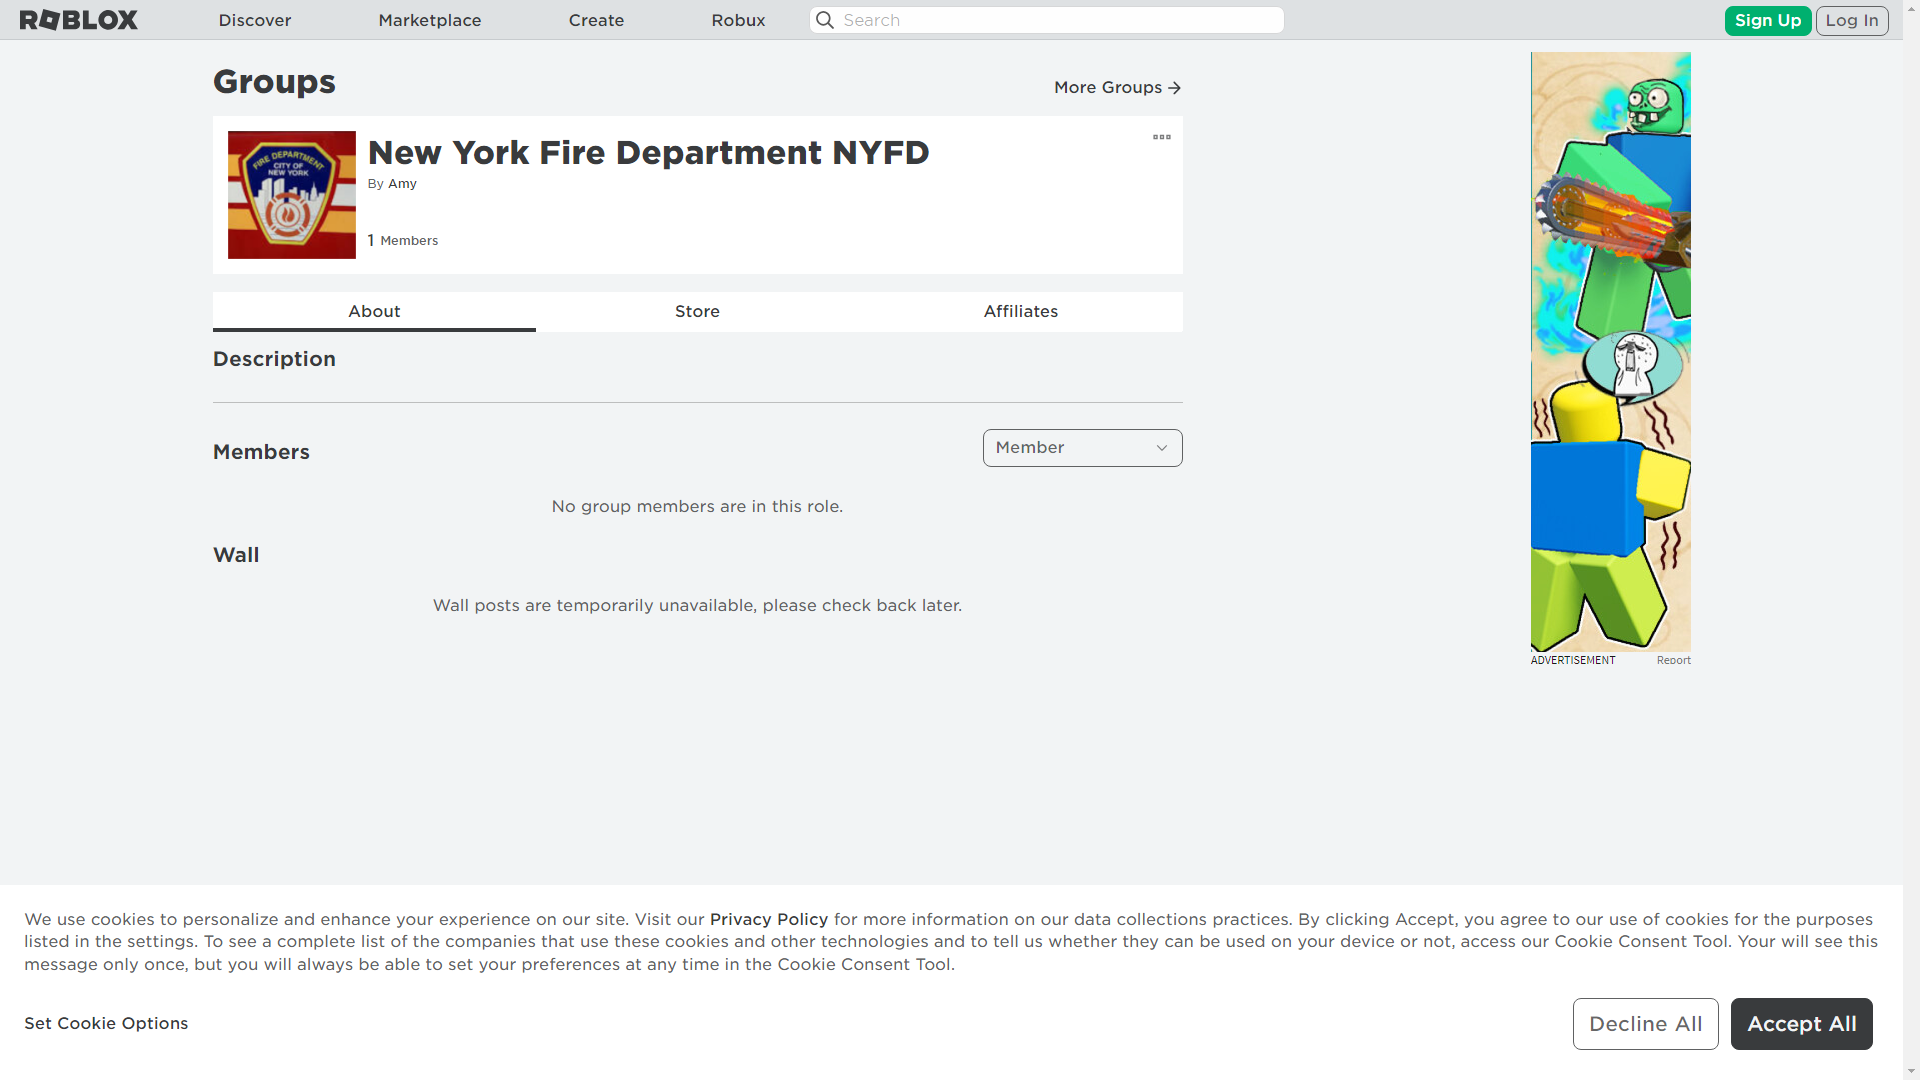 ROBLOX
Discover
Marketplace
Create
Robux
Search
Sign Up
Log In
Groups
More Groups
FIRE DEPARTMENT
CITY OF
NEW YORK
New York Fire Department NYFD
By Amy
1 Members
About
Store
Affiliates
Description
Members
Member
No group members are in this role.
Wall
Wall posts are temporarily unavailable, please check back later.
ADVERTISEMENT
Report
We use cookies to personalize and enhance your experience on our site. Visit our Privacy Policy for more information on our data collections practices. By clicking Accept, you agree to our use of cookies for the purposes
listed in the settings. To see a complete list of the companies that use these cookies and other technologies and to tell us whether they can be used on your device or not, access our Cookie Consent Tool. Your will see this
message only once, but you will always be able to set your preferences at any time in the Cookie Consent Tool.
Set Cookie Options
Decline All
Accept All